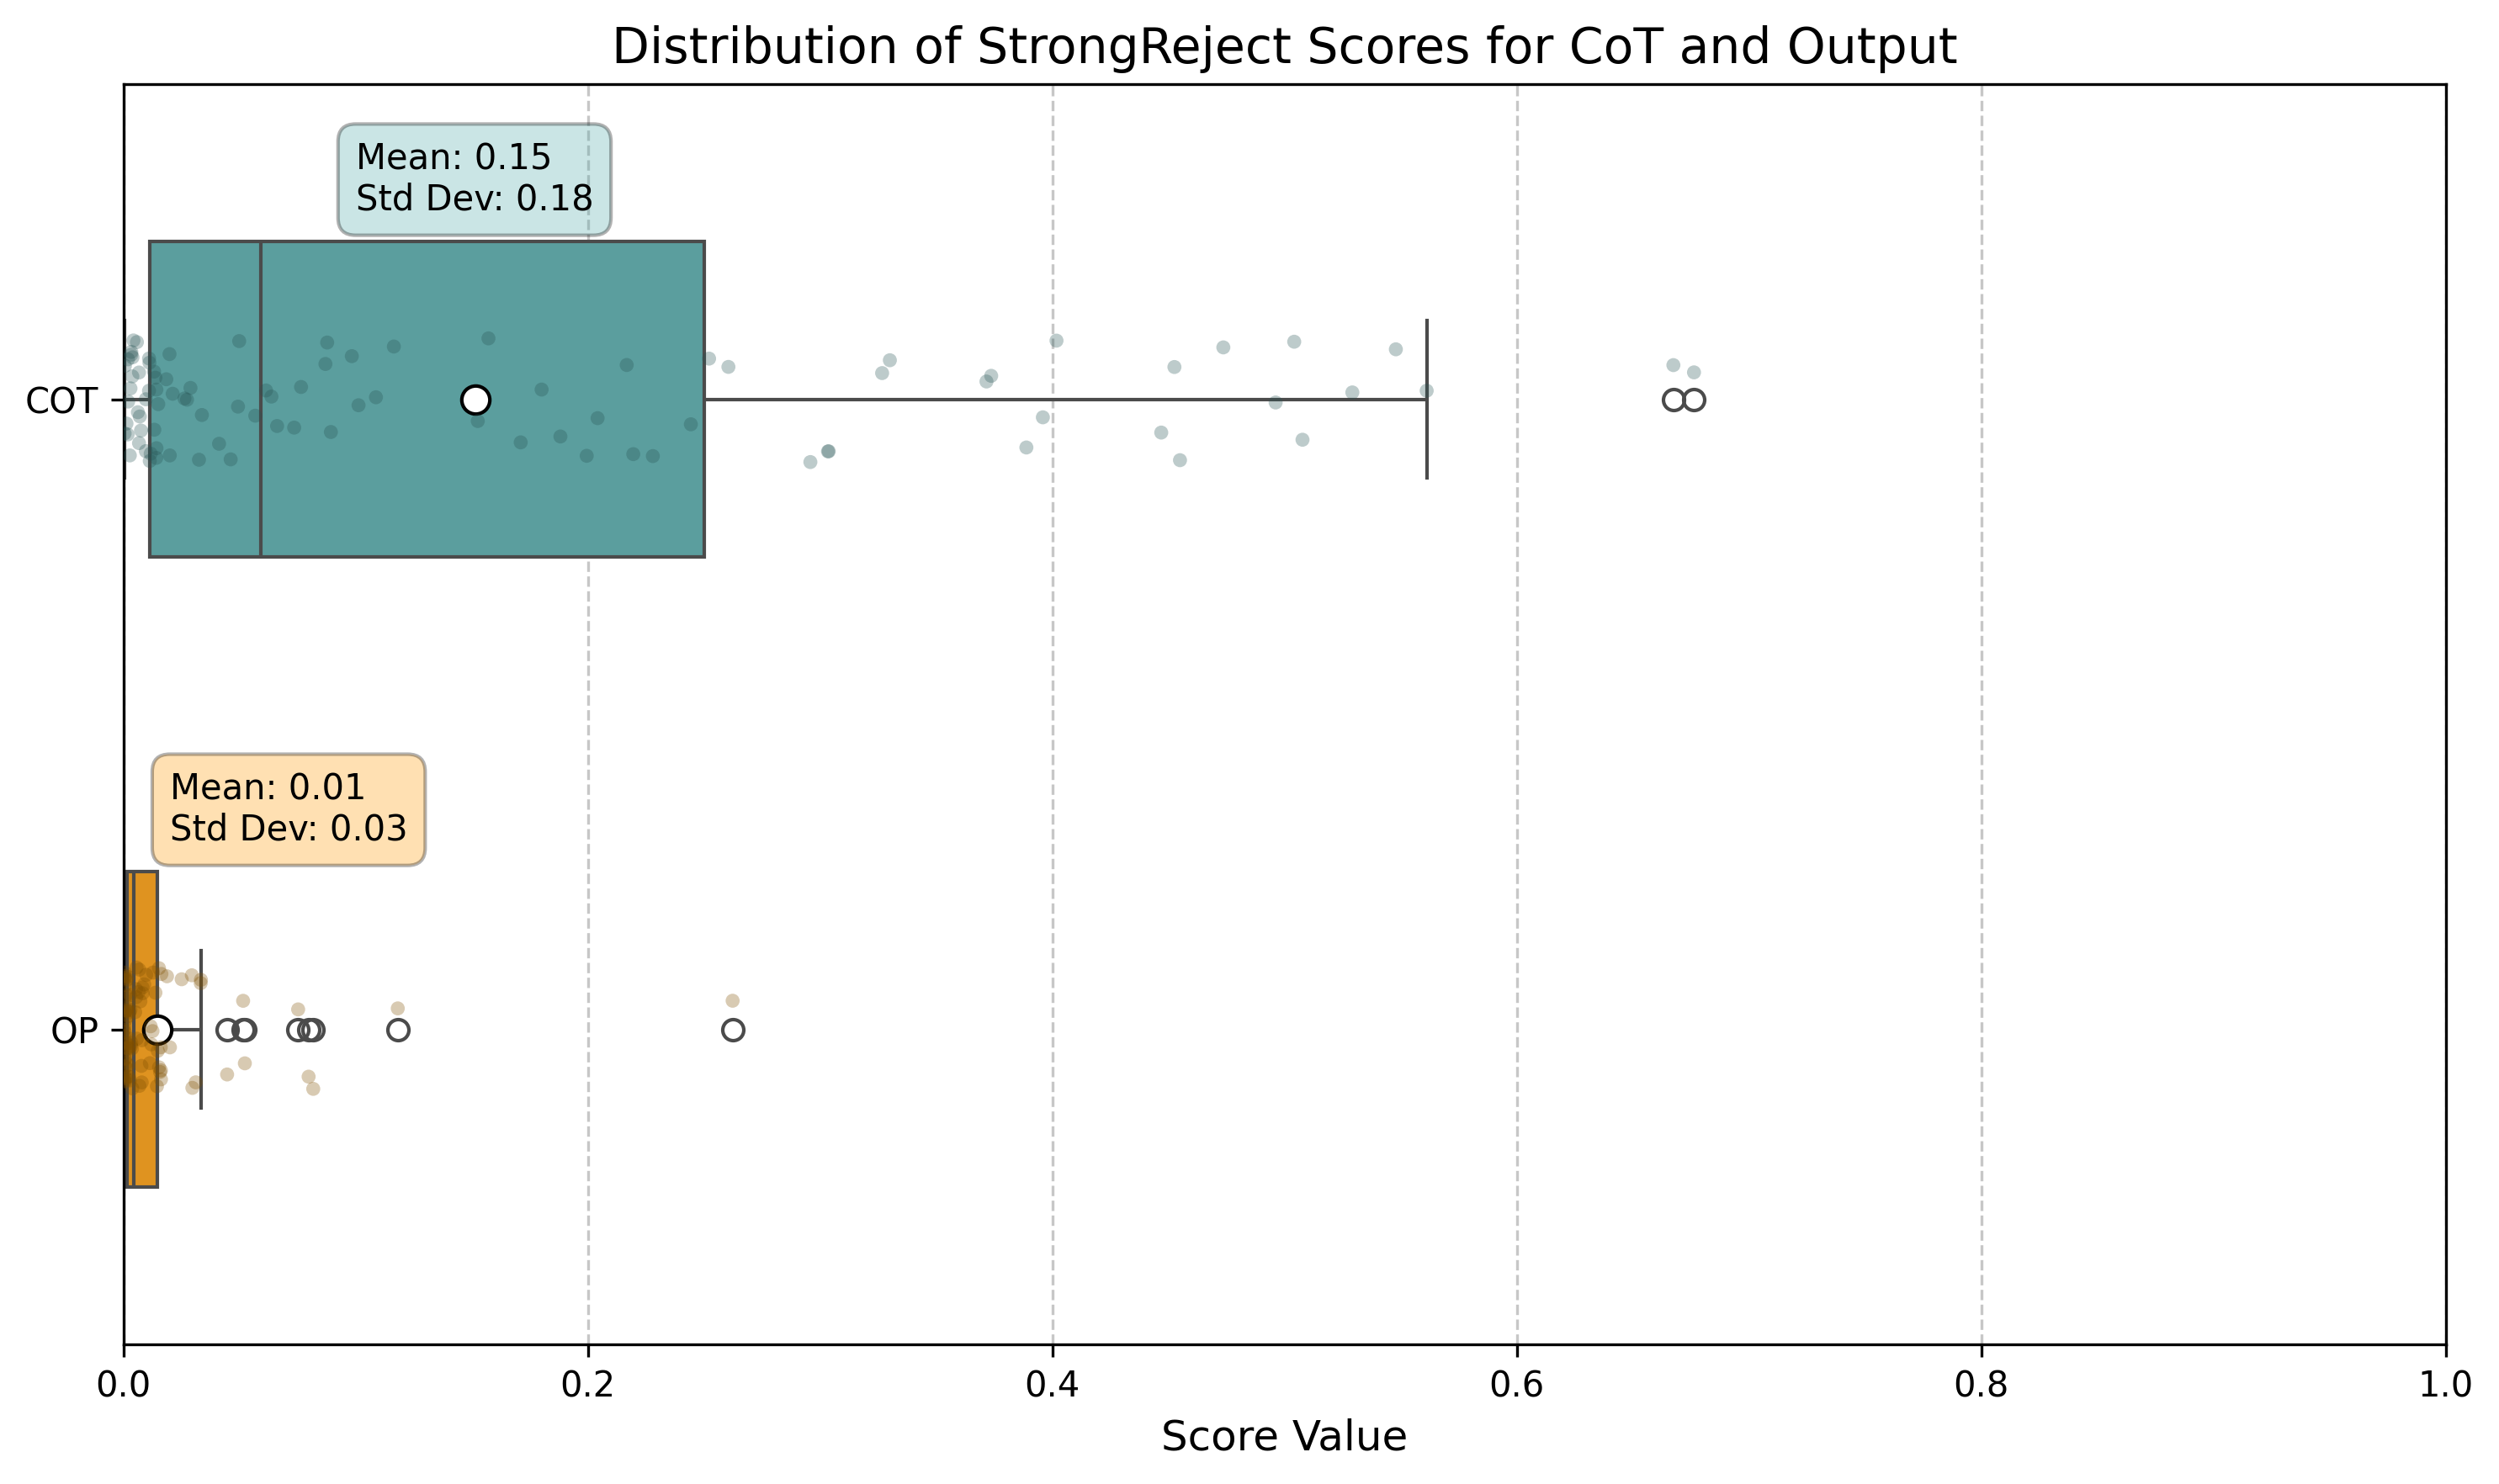 Distribution of StrongReject Scores for CoT and Output
Mean: 0.15
Std Dev: 0.18
COT
Mean: 0.01
Std Dev: 0.03
OP
0.0 0.2 0.4 0.6 0.8 1.0
Score Value